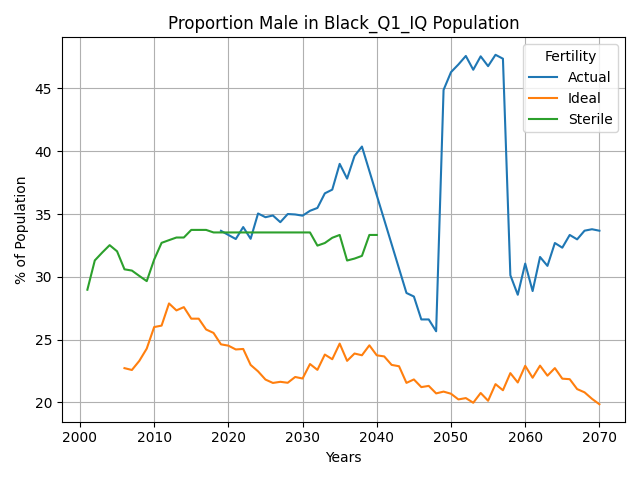 Proportion Male in Black_Q1_IQ Population
% of Population
45
40
35
30
25
20
Fertility
Actual
Ideal
Sterile
2000 2010 2020 2030 2040 2050 2060 2070
Years